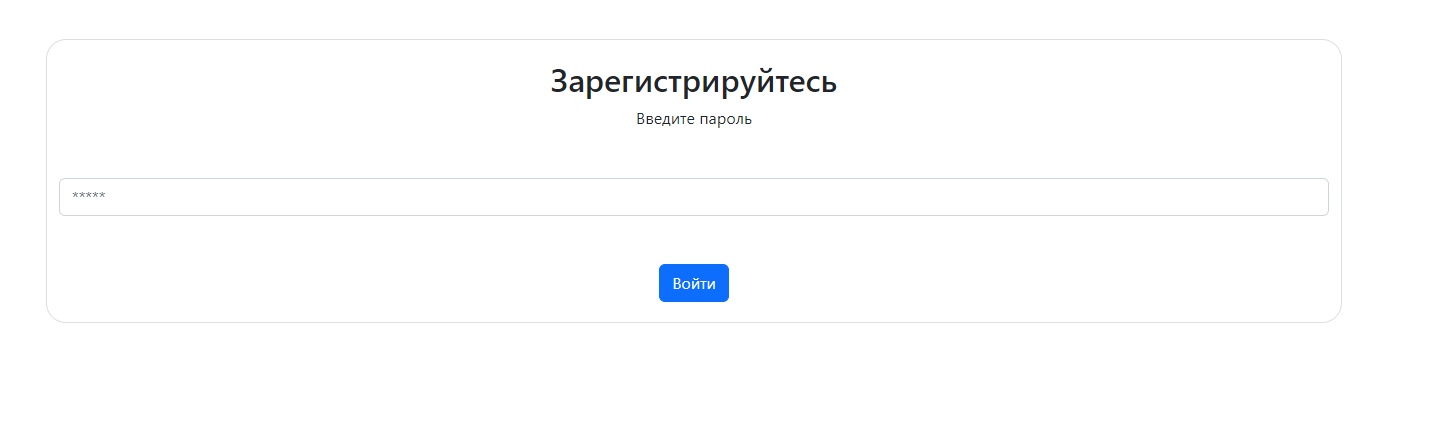 Зарегистрируйтесь
Введите пароль
*****
Войти